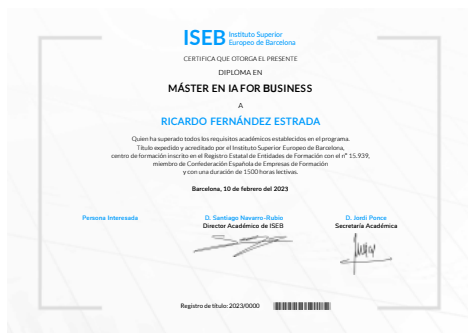 ISEB Instituto Superior
Europeo de Barcelona
CERTIFICA QUE OTORGA EL PRESENTE
DIPLOMA EN
MÁSTER EN IA FOR BUSINESS
A
RICARDO FERNÁNDEZ ESTRADA
Quien ha superado todos los requisitos académicos establecidos en el programa.
Título expedido y acreditado por el Instituto Superior Europeo de Barcelona,
centro de formación inscrito en el Registro Estatal de Entidades de Formación con el nº 15.939,
miembro de Confederación Española de Empresas de Formación
y con una duración de 1500 horas lectivas.
Barcelona, 10 de febrero del 2023
Persona Interesada
D. Santiago Navarro-Rubio
Director Académico de ISEB
D. Jordi Ponce
Secretaría Académica
Registro de título: 2023/0000